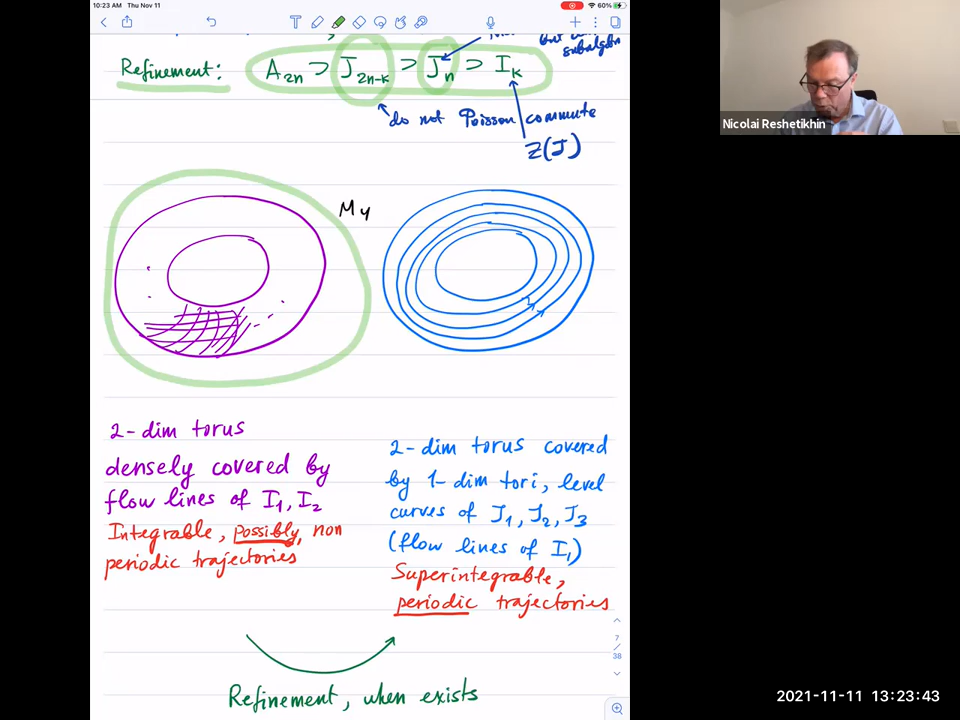 10:23 AM Thu Nov 11
60%
subalgbn
Refinement: A2n ⊃ J2n-k ⊃ Jn ⊃ Ik
do not Poisson commute
Z(J)
M4
2-dim torus
densely covered by
flow lines of I1, I2
Integrable, possibly, non
periodic trajectories
2-dim torus covered
by 1-dim tori, level
curves of J1, J2, J3
(flow lines of I1)
Superintegrable,
periodic trajectories
Refinement, when exists
7
/
38
Nicolai Reshetikhin
2021-11-11 13:23:43